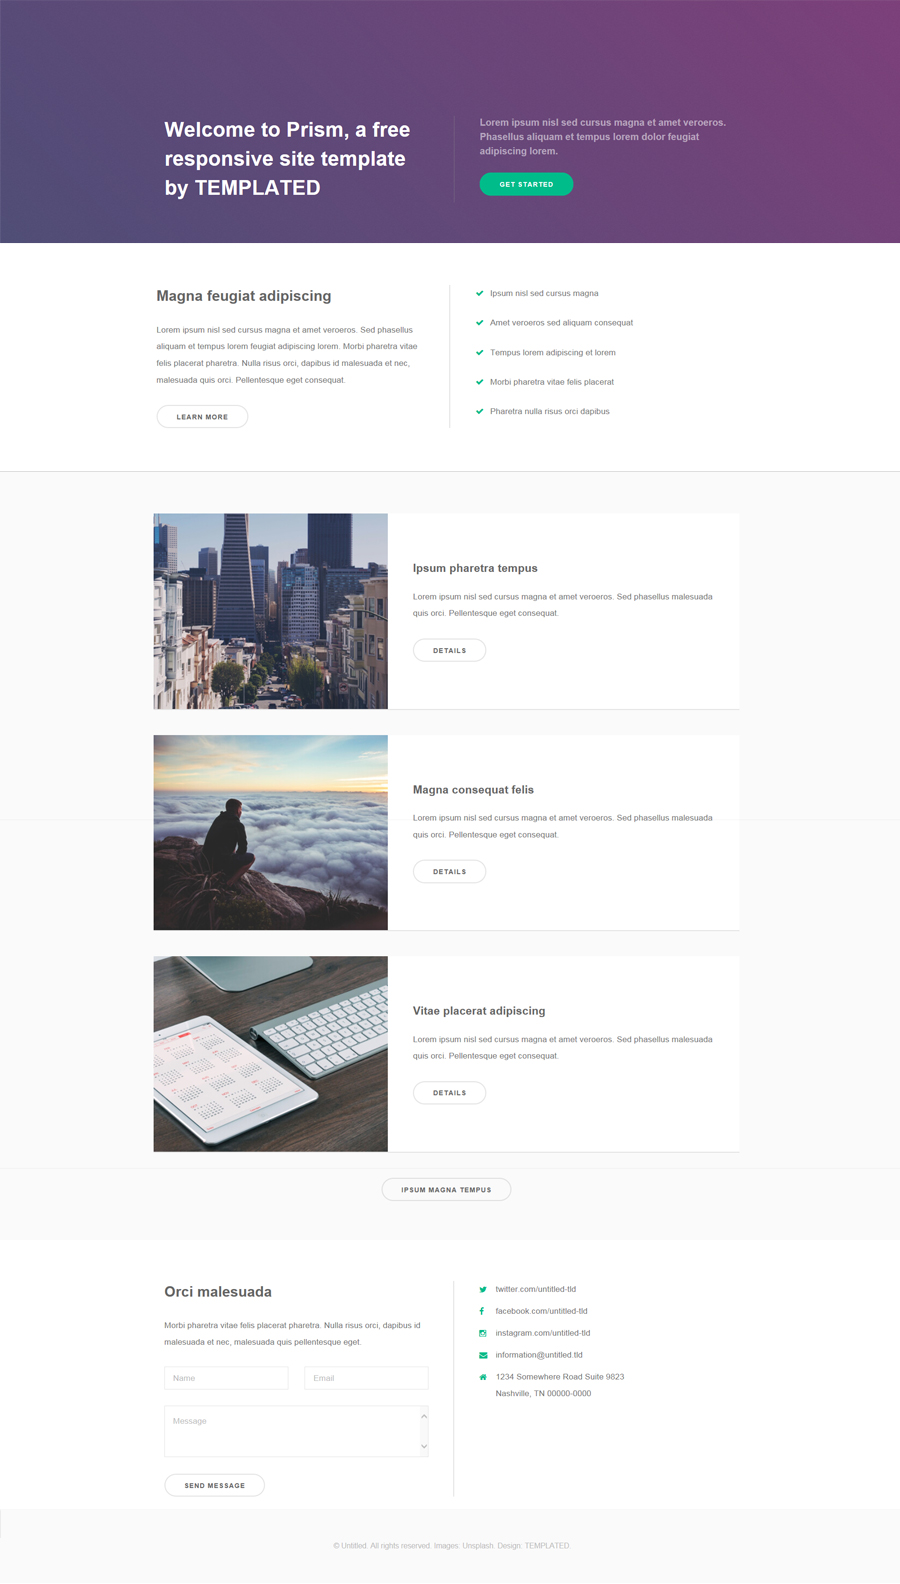 Welcome to Prism, a free
responsive site template
by TEMPLATED
Lorem ipsum nisl sed cursus magna et amet veroeros.
Phasellus aliquam et tempus lorem dolor feugiat
adipiscing lorem.
GET STARTED
Magna feugiat adipiscing
Lorem ipsum nisl sed cursus magna et amet veroeros. Sed phasellus
aliquam et tempus lorem feugiat adipiscing lorem. Morbi pharetra vitae
felis placerat pharetra. Nulla risus orci, dapibus id malesuada et nec,
malesuada quis orci. Pellentesque eget consequat.
LEARN MORE
Ipsum nisl sed cursus magna
Amet veroeros sed aliquam consequat
Tempus lorem adipiscing et lorem
Morbi pharetra vitae felis placerat
Pharetra nulla risus orci dapibus
Ipsum pharetra tempus
Lorem ipsum nisl sed cursus magna et amet veroeros. Sed phasellus malesuada
quis orci. Pellentesque eget consequat.
DETAILS
Magna consequat felis
Lorem ipsum nisl sed cursus magna et amet veroeros. Sed phasellus malesuada
quis orci. Pellentesque eget consequat.
DETAILS
Vitae placerat adipiscing
Lorem ipsum nisl sed cursus magna et amet veroeros. Sed phasellus malesuada
quis orci. Pellentesque eget consequat.
DETAILS
IPSUM MAGNA TEMPUS
Orci malesuada
Morbi pharetra vitae felis placerat pharetra. Nulla risus orci, dapibus id
malesuada et nec, malesuada quis pellentesque eget.
Name
Email
Message
SEND MESSAGE
twitter.com/untitled-tld
facebook.com/untitled-tld
instagram.com/untitled-tld
information@untitled.tld
1234 Somewhere Road Suite 9823
Nashville, TN 00000-0000
© Untitled. All rights reserved. Images: Unsplash. Design: TEMPLATED.